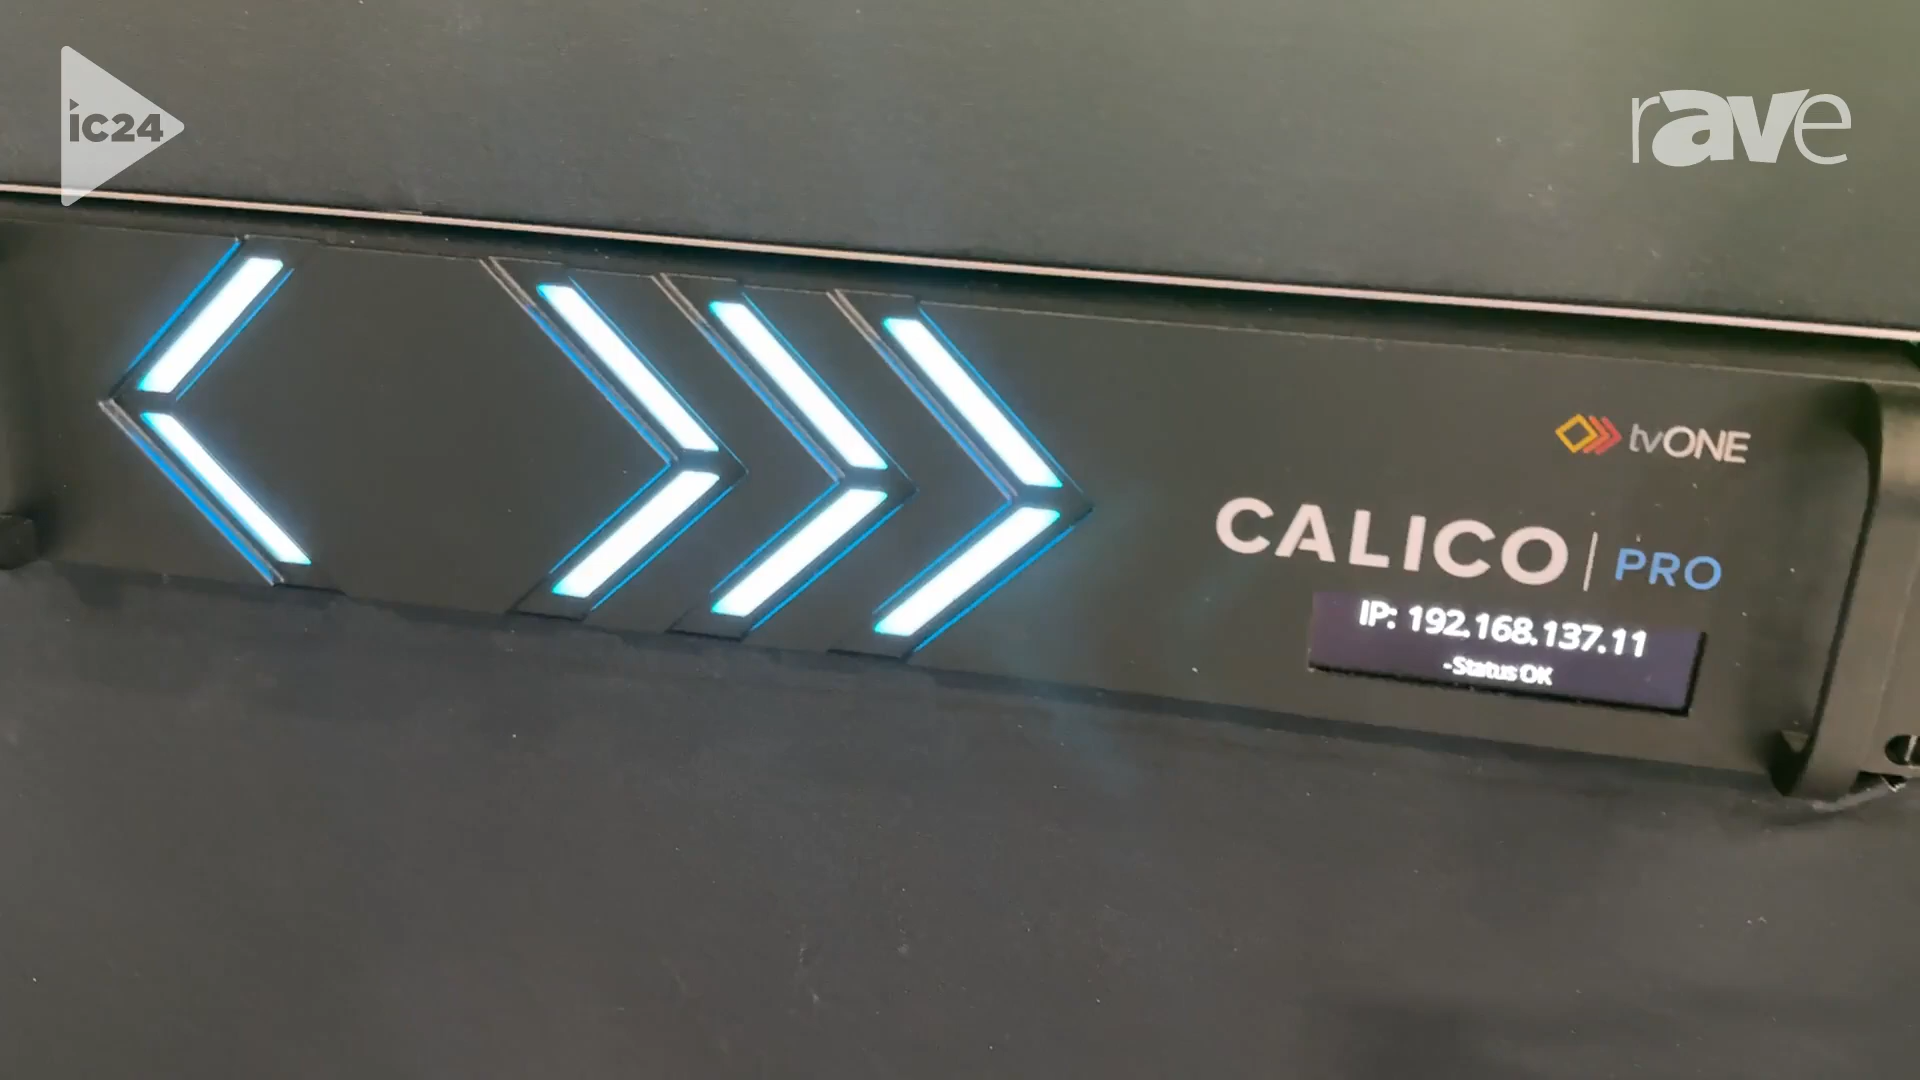 iC24
rave
tvONE
CALICO | PRO
IP: 192.168.137.11
-Status OK